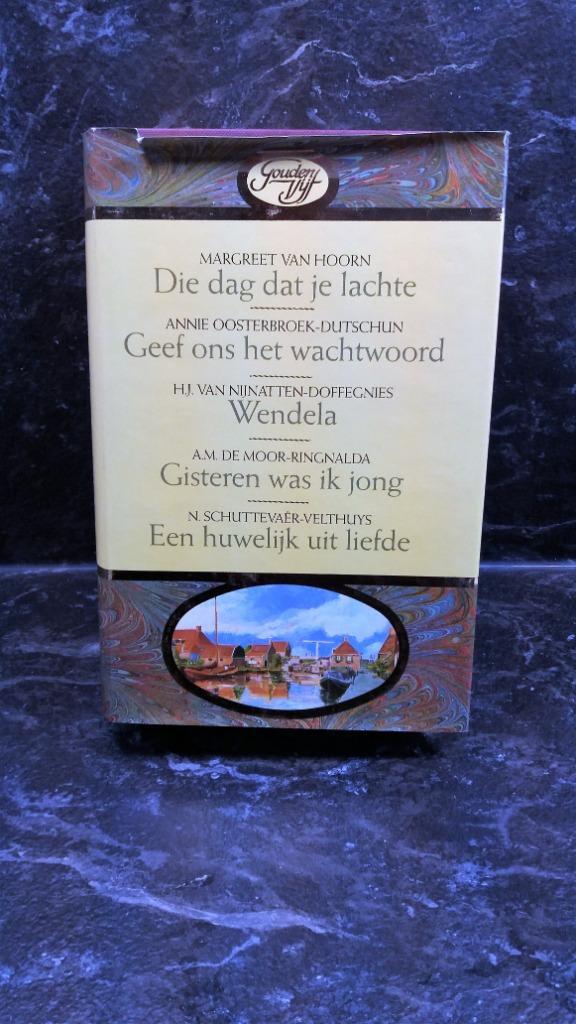 Gouden
Vijf
MARGREET VAN HOORN
Die dag dat je lachte
ANNIE OOSTERBROEK-DUTSCHUN
Geef ons het wachtwoord
H.J. VAN NIJNATTEN-DOFFEGNIES
Wendela
A.M. DE MOOR-RINGNALDA
Gisteren was ik jong
N. SCHUTTEVAÊR-VELTHUYS
Een huwelijk uit liefde